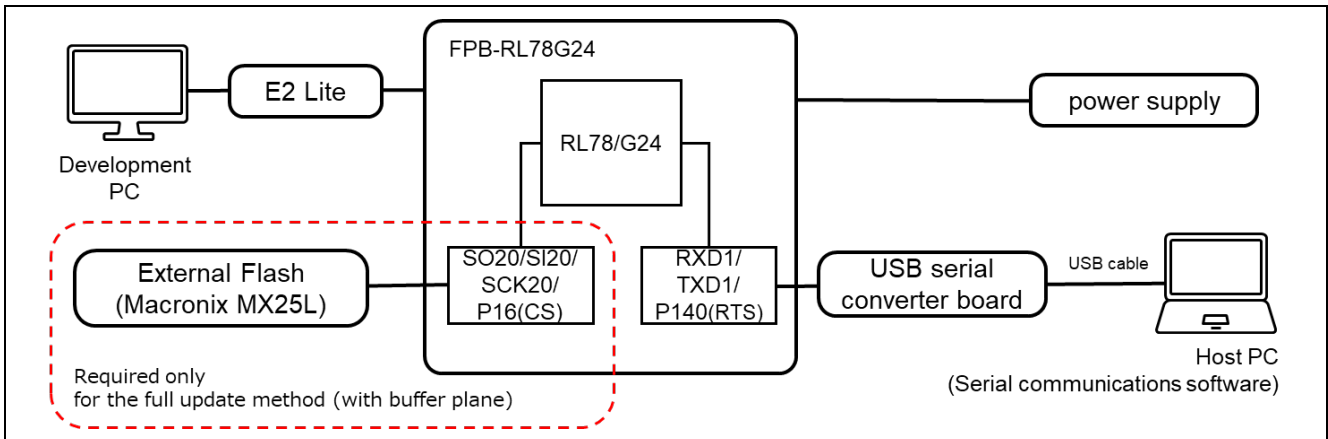 FPB-RL78G24
E2 Lite
Development
PC
RL78/G24
power supply
External Flash
(Macronix MX25L)
SO20/SI20/
SCK20/
P16(CS)
RXD1/
TXD1/
P140(RTS)
USB serial
converter board
USB cable
Host PC
(Serial communications software)
Required only
for the full update method (with buffer plane)